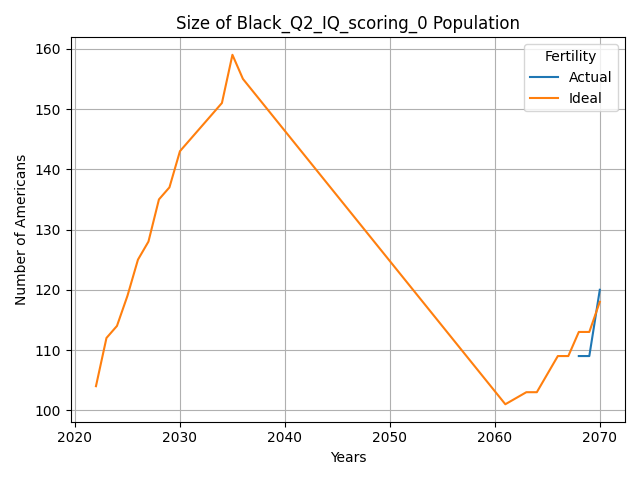 Size of Black_Q2_IQ_scoring_0 Population
Number of Americans
160
150
140
130
120
110
100
Fertility
Actual
Ideal
2020
2030
2040
2050
2060
2070
Years